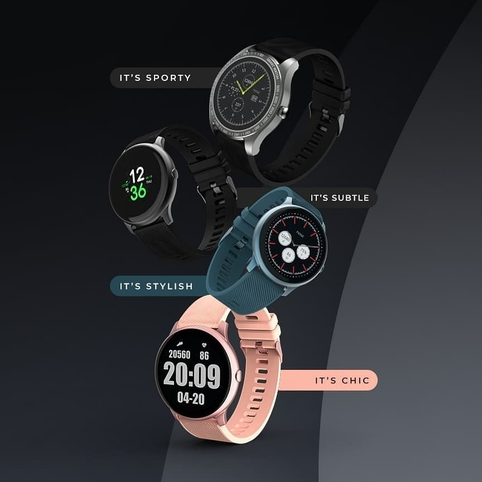 IT'S SPORTY
12
36
IT'S SUBTLE
IT'S STYLISH
20560 86
20:09
04-20
IT'S CHIC